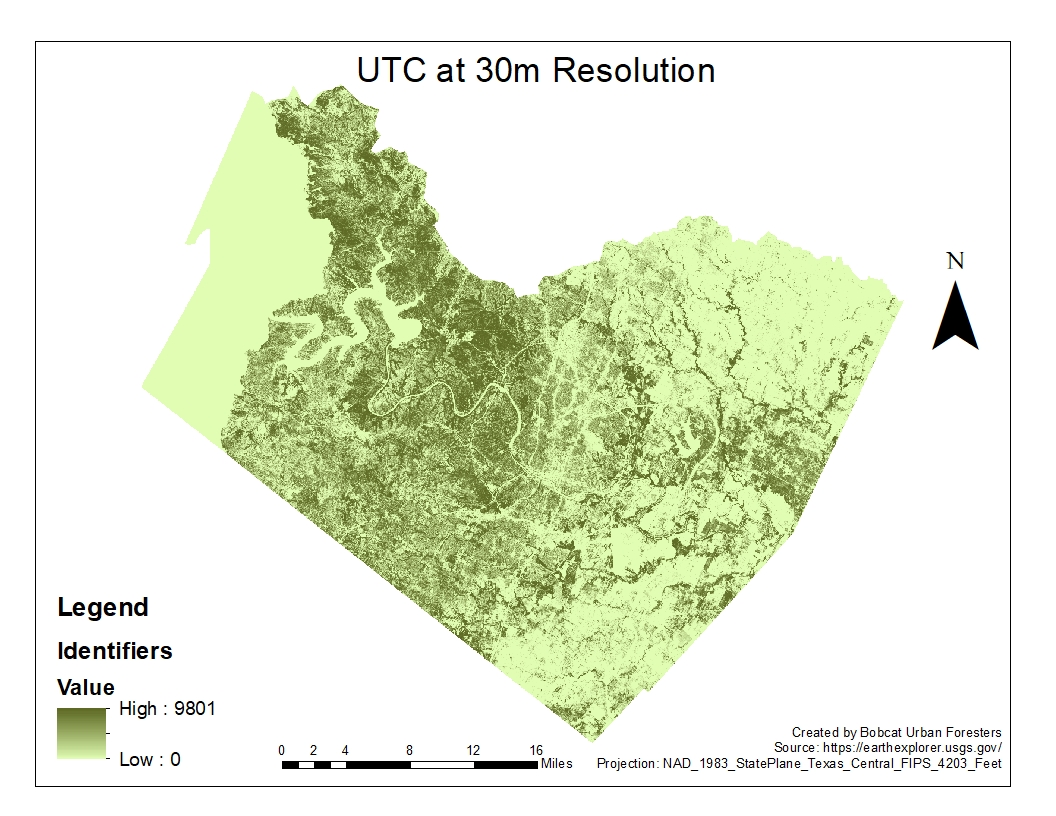 UTC at 30m Resolution
N
Legend
Identifiers
Value
High : 9801
Low : 0
0 2 4 8 12 16
Miles
Created by Bobcat Urban Foresters
Source: https://earthexplorer.usgs.gov/
Projection: NAD_1983_StatePlane_Texas_Central_FIPS_4203_Feet